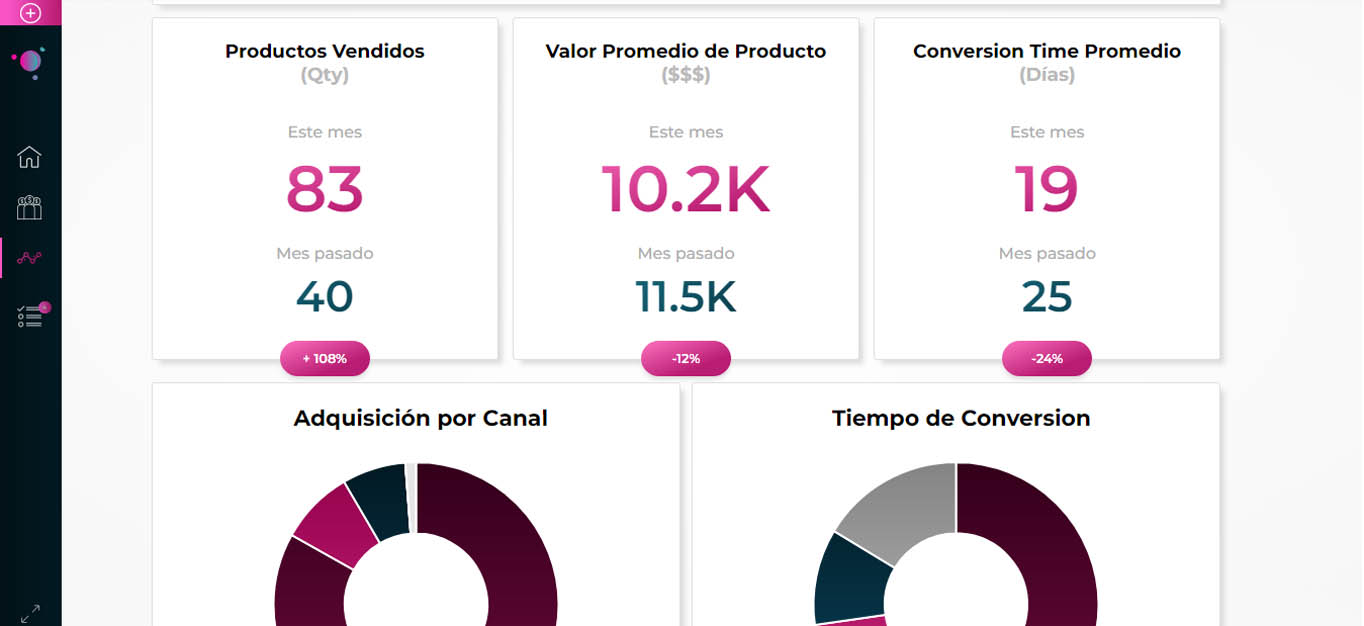 Productos Vendidos
(Qty)
Este mes
83
Mes pasado
40
+ 108%
Valor Promedio de Producto
($$$)
Este mes
10.2K
Mes pasado
11.5K
-12%
Conversion Time Promedio
(Días)
Este mes
19
Mes pasado
25
-24%
Adquisición por Canal
Tiempo de Conversion